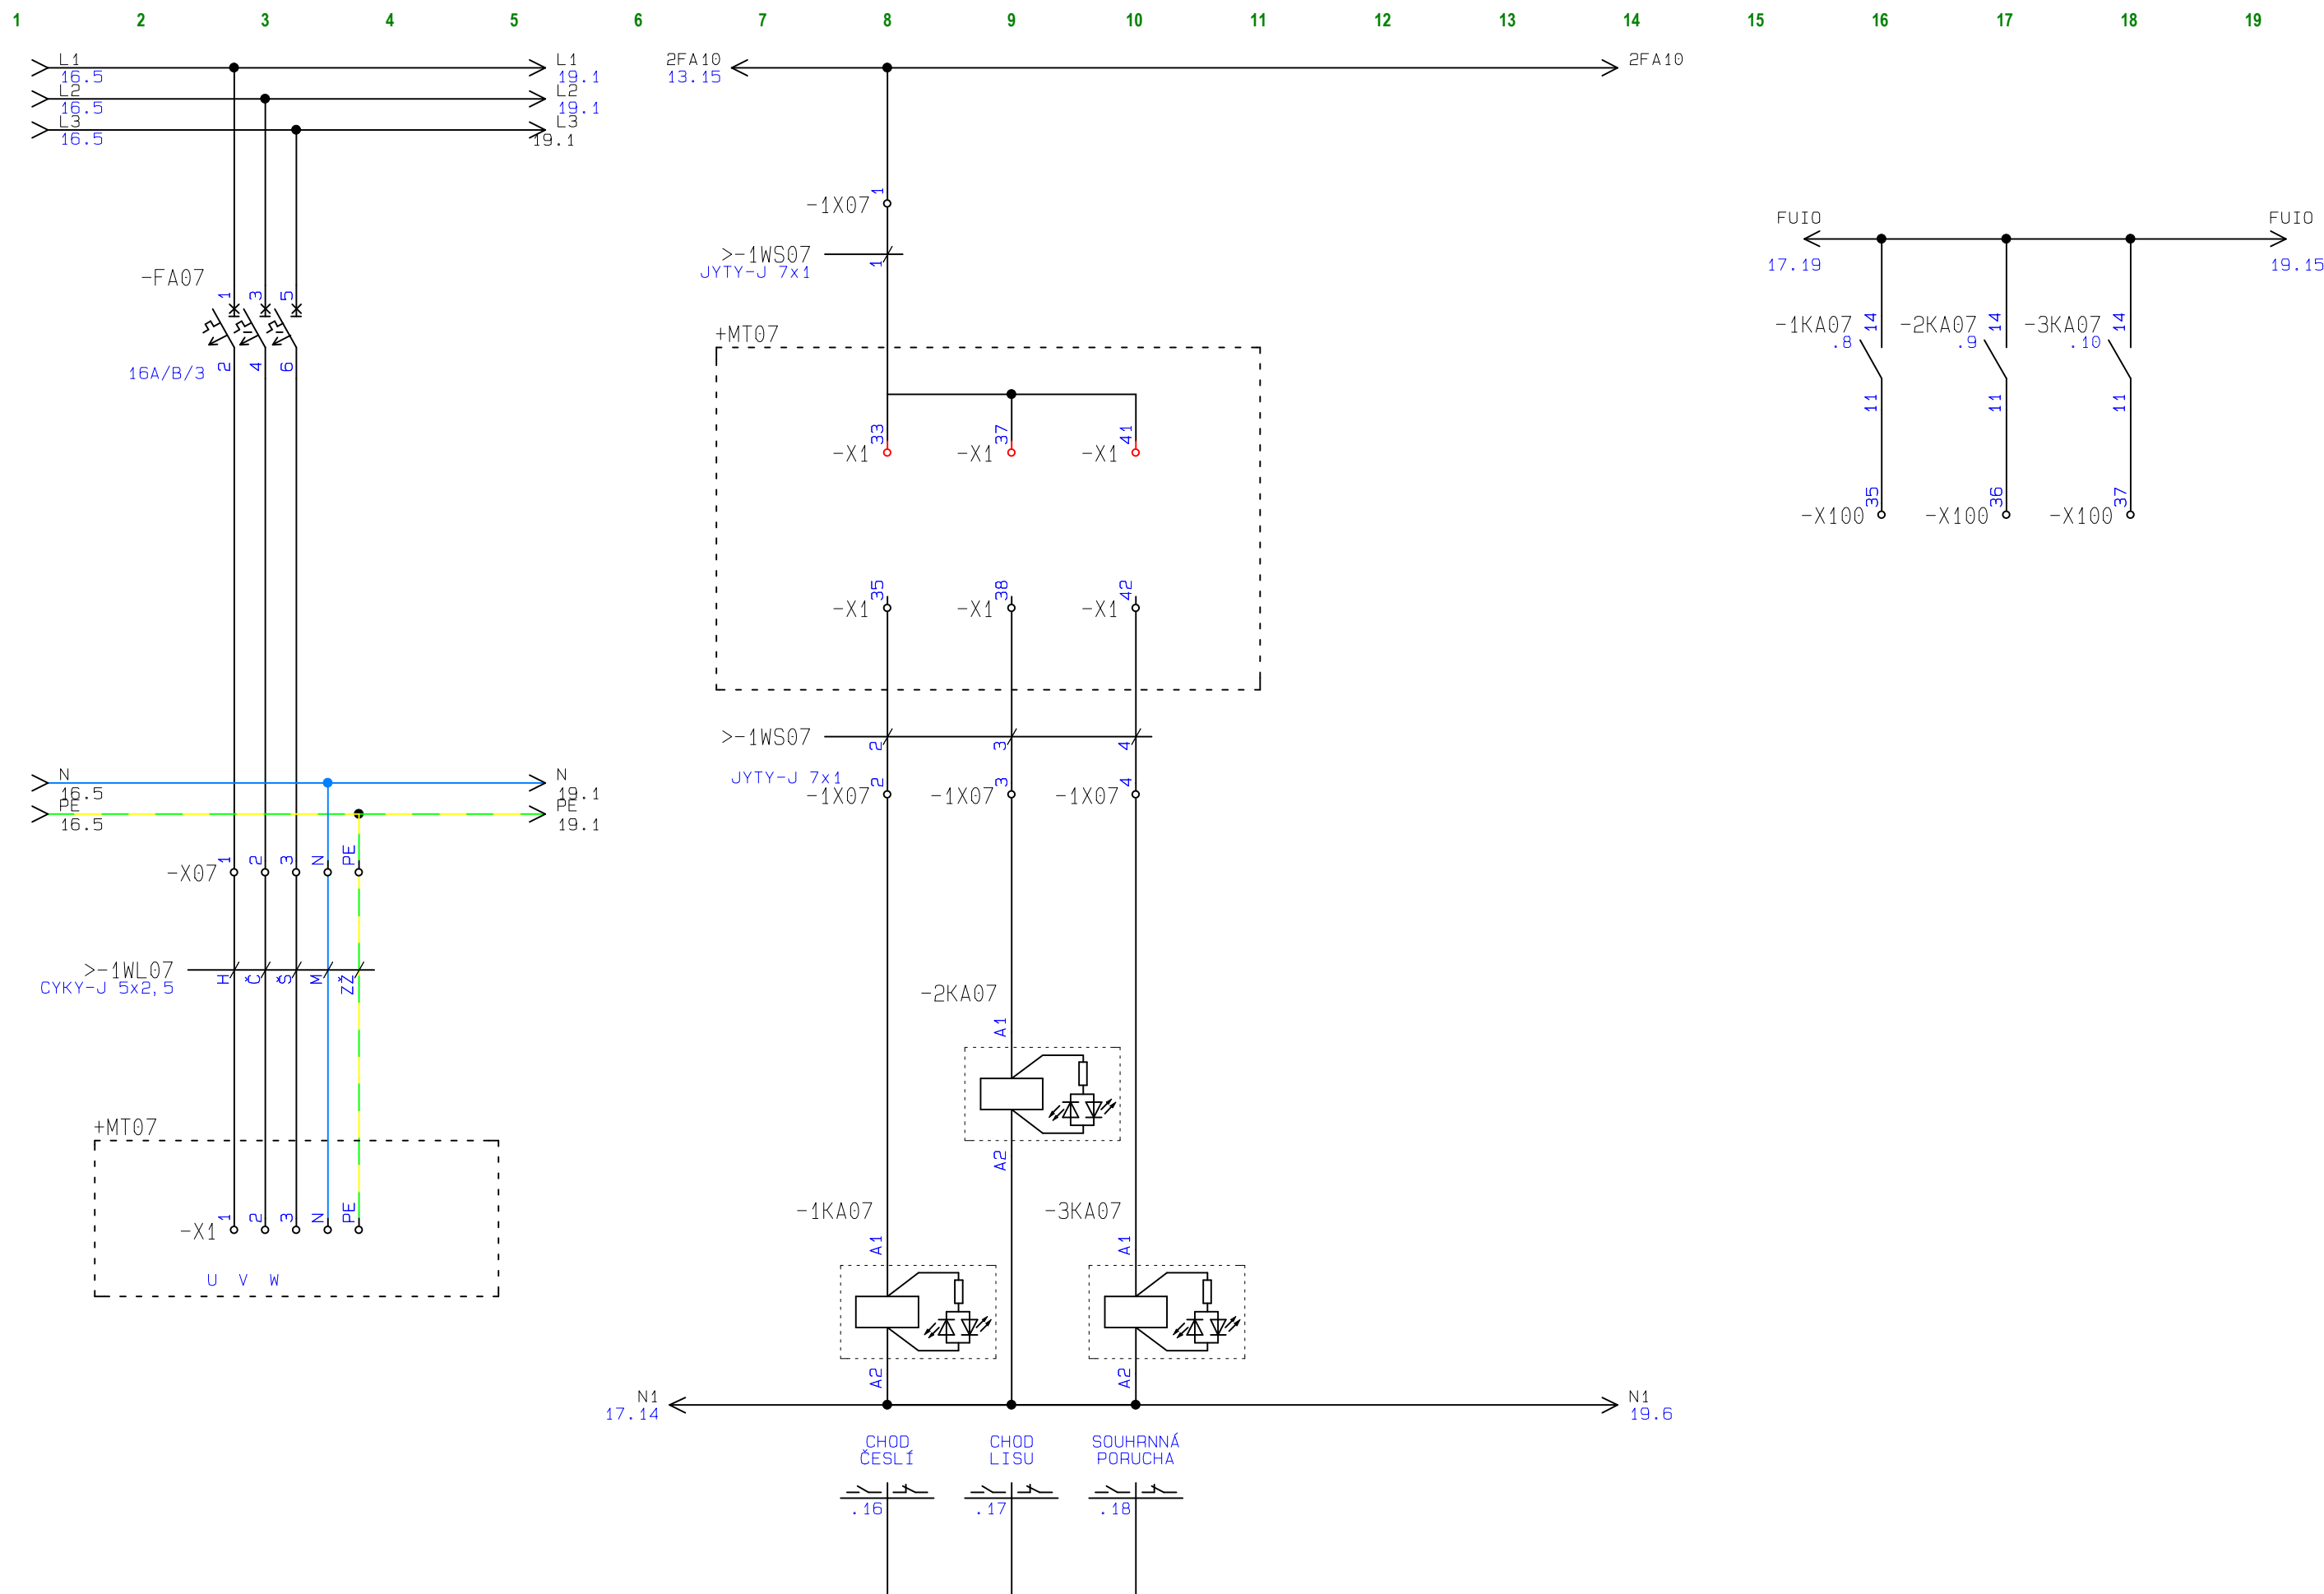 1 2 3 4 5 6 7 8 9 10 11 12 13 14 15 16 17 18 19
L1 L1
16.5 19.1
L2 L2
16.5 19.1
L3 L3
16.5 19.1
2FA10 2FA10
13.15
-1X07 1
>-1WS07
JYTY-J 7x1 1
FUIO FUIO
17.19 19.15
-FA07 1 3 5
16A/B/3 2 4 6
+MT07
-X1 33 -X1 37 -X1 41
-X1 35 -X1 38 -X1 42
-1KA07 14 -2KA07 14 -3KA07 14
.8 .9 .10
11 11 11
-X100 35 -X100 36 -X100 37
>-1WS07 2 3 4
JYTY-J 7x1
-1X07 2 -1X07 3 -1X07 4
N N
16.5 19.1
PE PE
16.5 19.1
-X07 1 2 3 N PE
>-1WL07 H Č Š M ZŽ
CYKY-J 5x2,5
-2KA07
A1
A2
+MT07
-X1 1 2 3 N PE
U V W
-1KA07 -3KA07
A1 A1
A2 A2
N1 N1
17.14 19.6
CHOD CHOD SOUHRNNÁ
ČESLÍ LISU PORUCHA
.16 .17 .18